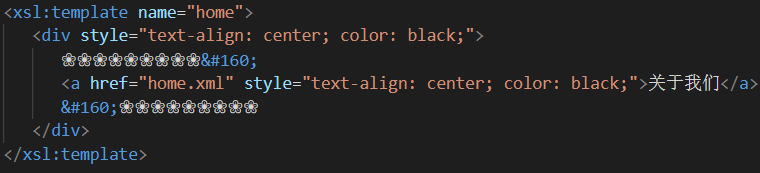 <xsl:template name="home">
<div style="text-align: center; color: black;">
❀❀❀❀❀❀❀❀❀&#160;
<a href="home.xml" style="text-align: center; color: black;">关于我们</a>
&#160;❀❀❀❀❀❀❀❀❀
</div>
</xsl:template>